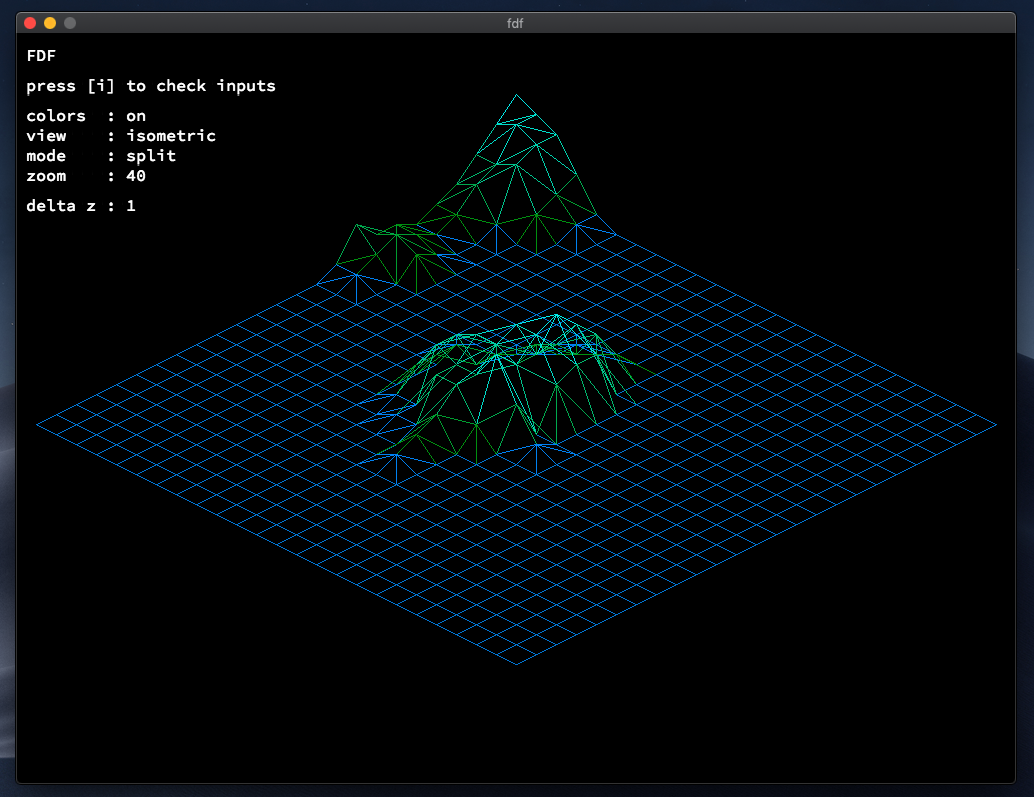 fdf
FDF
press [i] to check inputs
colors  : on
view    : isometric
mode    : split
zoom    : 40
delta z : 1